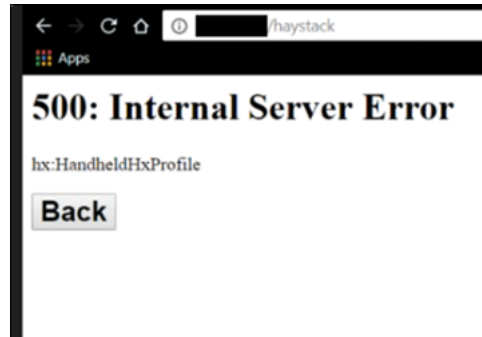 /haystack
Apps
500: Internal Server Error
hx:HandheldHxProfile
Back